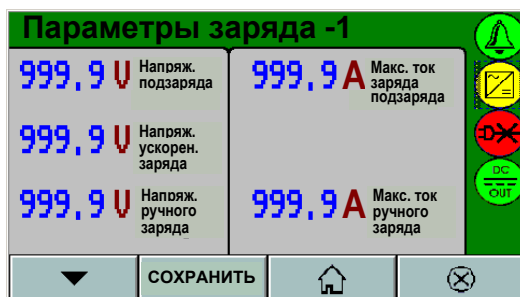 Параметры заряда -1
999,9 V Напряж. подзаряда
999,9 A Макс. ток заряда подзаряда
999,9 V Напряж. ускорен. заряда
999,9 V Напряж. ручного заряда
999,9 A Макс. ток ручного заряда
DC
OUT
СОХРАНИТЬ